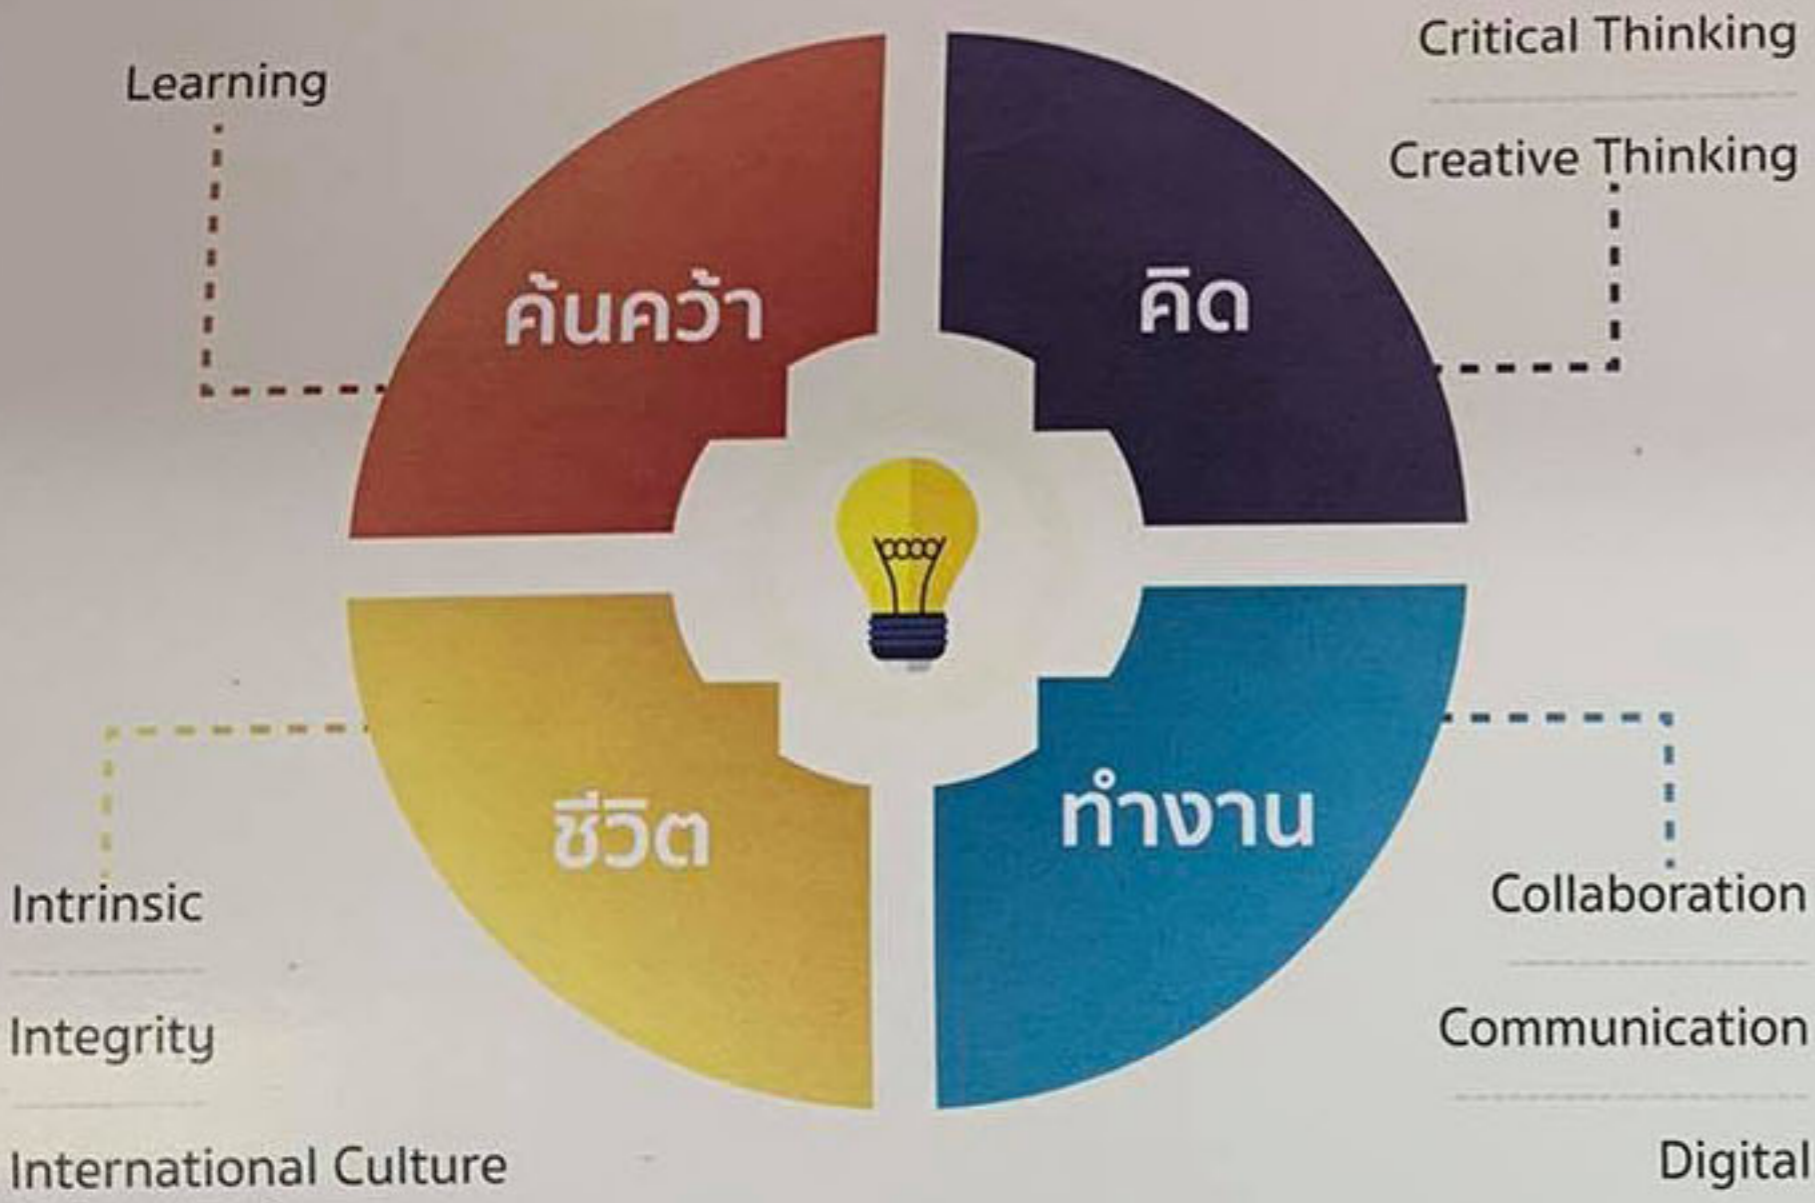 Learning
Critical Thinking
Creative Thinking
ค้นคว้า
คิด
ชีวิต
ทำงาน
Intrinsic
Integrity
International Culture
Collaboration
Communication
Digital